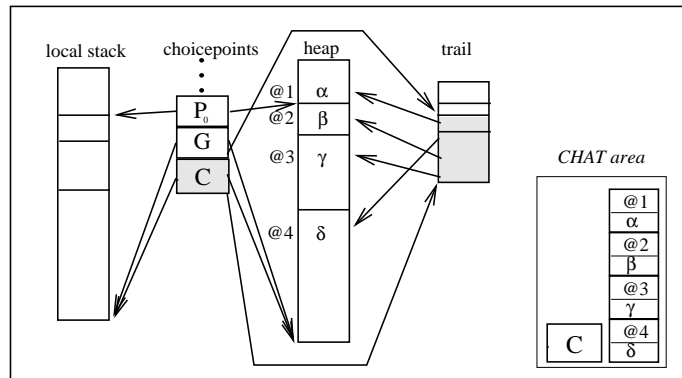 local stack
choicepoints
heap
trail
P₀
G
C
@1
α
@2
β
@3
γ
@4
δ
CHAT area
@1
α
@2
β
@3
γ
@4
δ
C